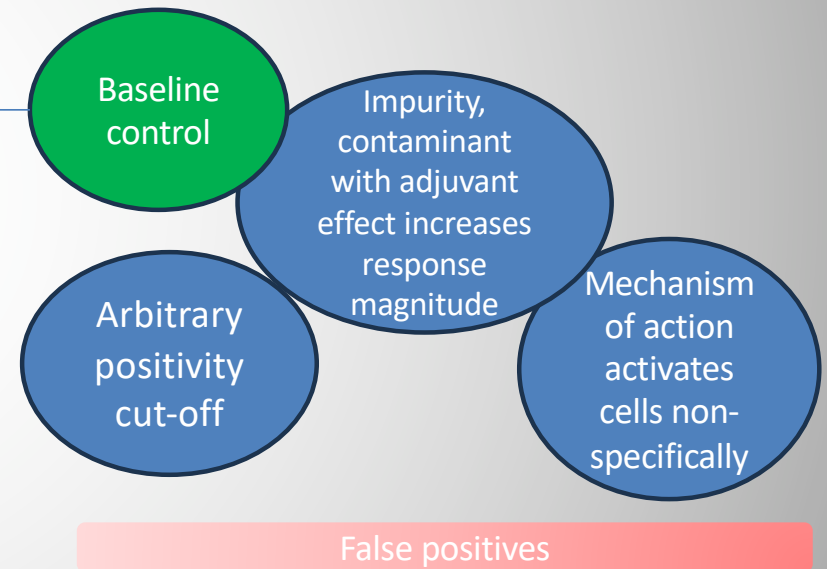 Baseline
control
Impurity,
contaminant
with adjuvant
effect increases
response
magnitude
Arbitrary
positivity
cut-off
Mechanism
of action
activates
cells non-
specifically
False positives